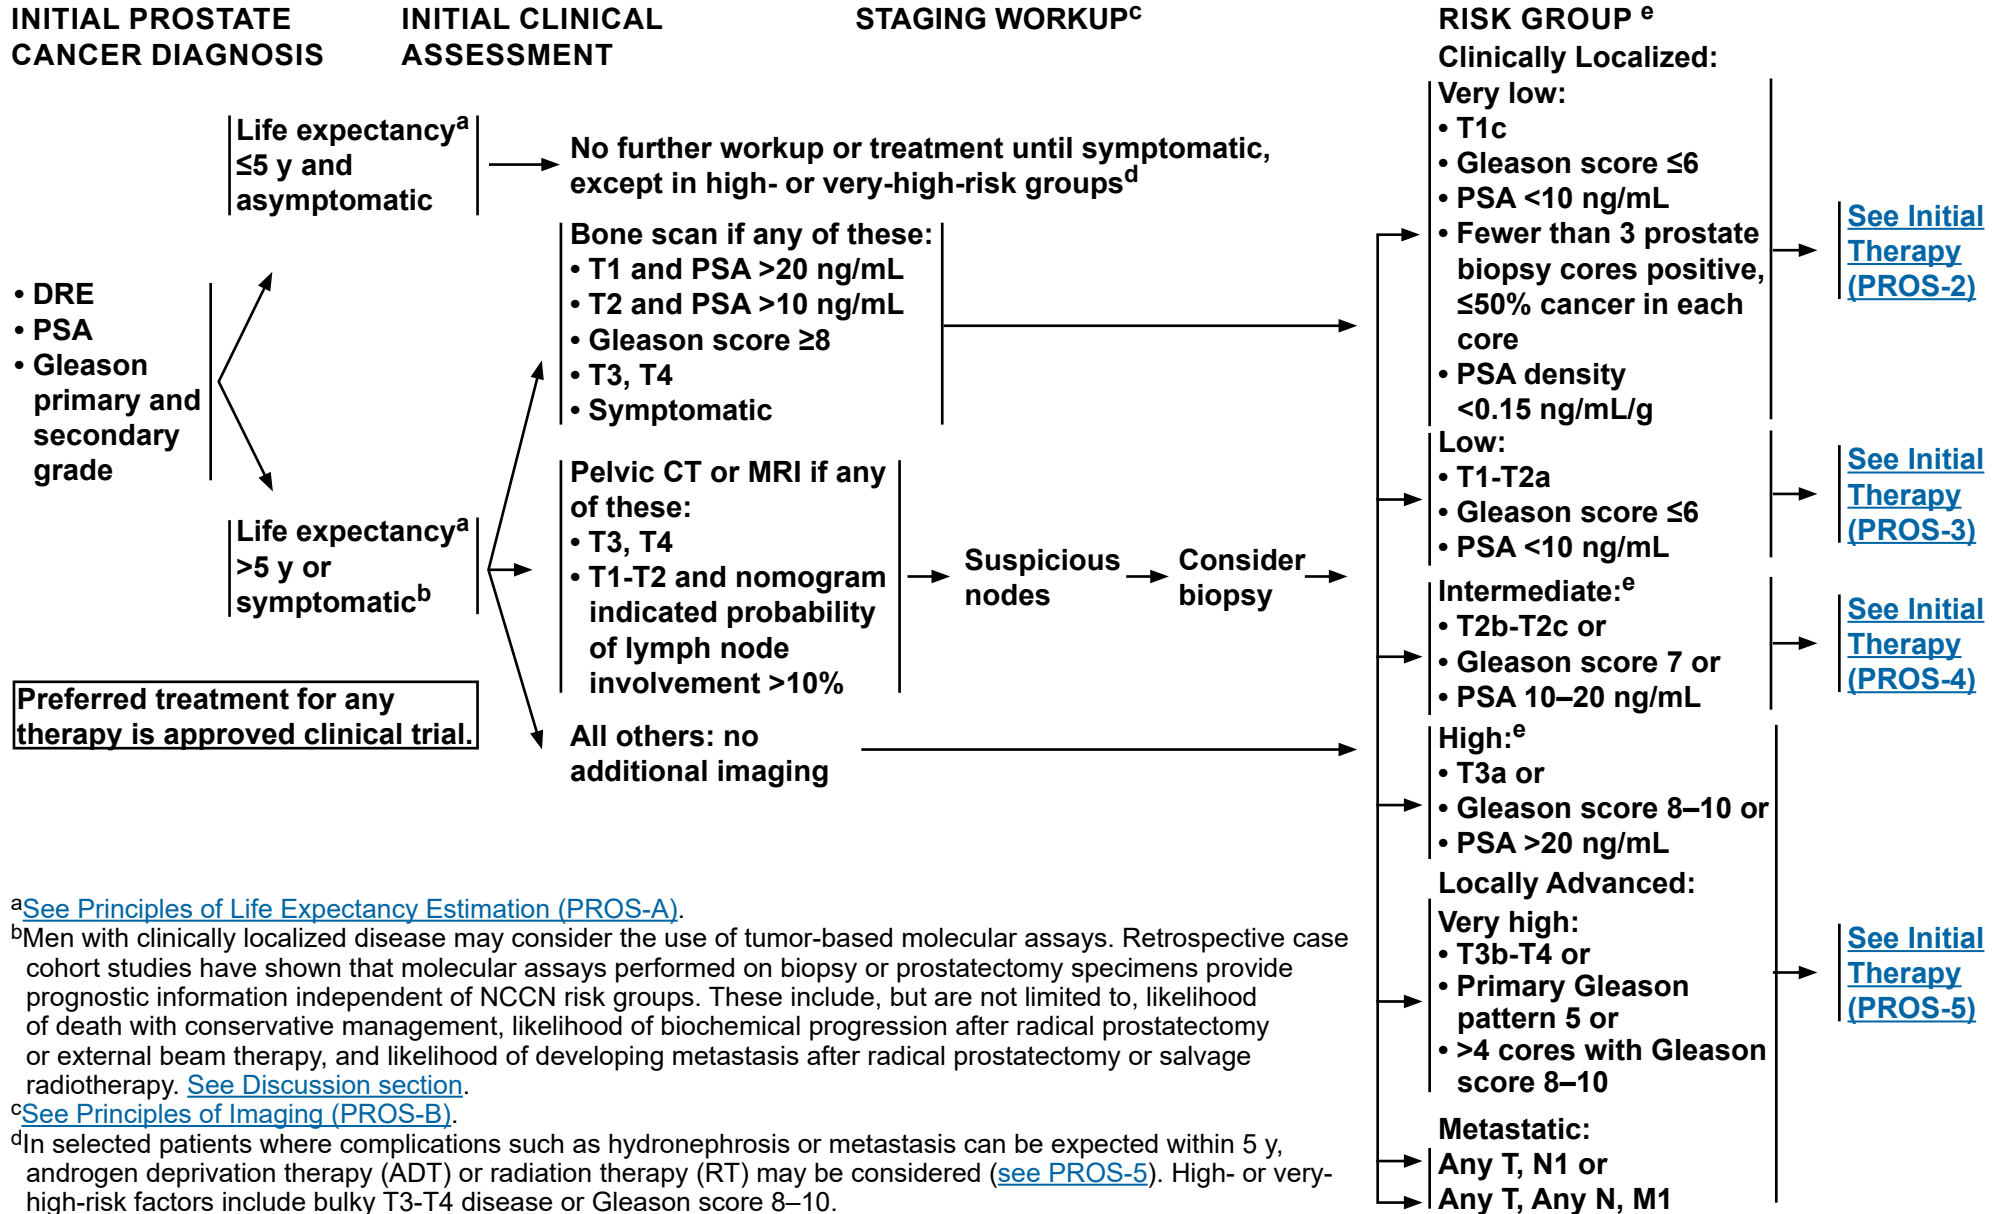 INITIAL PROSTATE
CANCER DIAGNOSIS
INITIAL CLINICAL
ASSESSMENT
STAGING WORKUPc
RISK GROUP e
• DRE
• PSA
• Gleason
primary and
secondary
grade
Life expectancya
≤5 y and
asymptomatic
No further workup or treatment until symptomatic,
except in high- or very-high-risk groupsd
Life expectancya
>5 y or
symptomaticb
Preferred treatment for any
therapy is approved clinical trial.
Bone scan if any of these:
• T1 and PSA >20 ng/mL
• T2 and PSA >10 ng/mL
• Gleason score ≥8
• T3, T4
• Symptomatic
Pelvic CT or MRI if any
of these:
• T3, T4
• T1-T2 and nomogram
indicated probability
of lymph node
involvement >10%
Suspicious
nodes
Consider
biopsy
All others: no
additional imaging
Clinically Localized:
Very low:
• T1c
• Gleason score ≤6
• PSA <10 ng/mL
• Fewer than 3 prostate
biopsy cores positive,
≤50% cancer in each
core
• PSA density
<0.15 ng/mL/g
See Initial
Therapy
(PROS-2)
Low:
• T1-T2a
• Gleason score ≤6
• PSA <10 ng/mL
See Initial
Therapy
(PROS-3)
Intermediate:e
• T2b-T2c or
• Gleason score 7 or
• PSA 10–20 ng/mL
See Initial
Therapy
(PROS-4)
High:e
• T3a or
• Gleason score 8–10 or
• PSA >20 ng/mL
Locally Advanced:
Very high:
• T3b-T4 or
• Primary Gleason
pattern 5 or
• >4 cores with Gleason
score 8–10
Metastatic:
Any T, N1 or
Any T, Any N, M1
See Initial
Therapy
(PROS-5)
aSee Principles of Life Expectancy Estimation (PROS-A).
bMen with clinically localized disease may consider the use of tumor-based molecular assays. Retrospective case
cohort studies have shown that molecular assays performed on biopsy or prostatectomy specimens provide
prognostic information independent of NCCN risk groups. These include, but are not limited to, likelihood
of death with conservative management, likelihood of biochemical progression after radical prostatectomy
or external beam therapy, and likelihood of developing metastasis after radical prostatectomy or salvage
radiotherapy. See Discussion section.
cSee Principles of Imaging (PROS-B).
dIn selected patients where complications such as hydronephrosis or metastasis can be expected within 5 y,
androgen deprivation therapy (ADT) or radiation therapy (RT) may be considered (see PROS-5). High- or very-
high-risk factors include bulky T3-T4 disease or Gleason score 8–10.